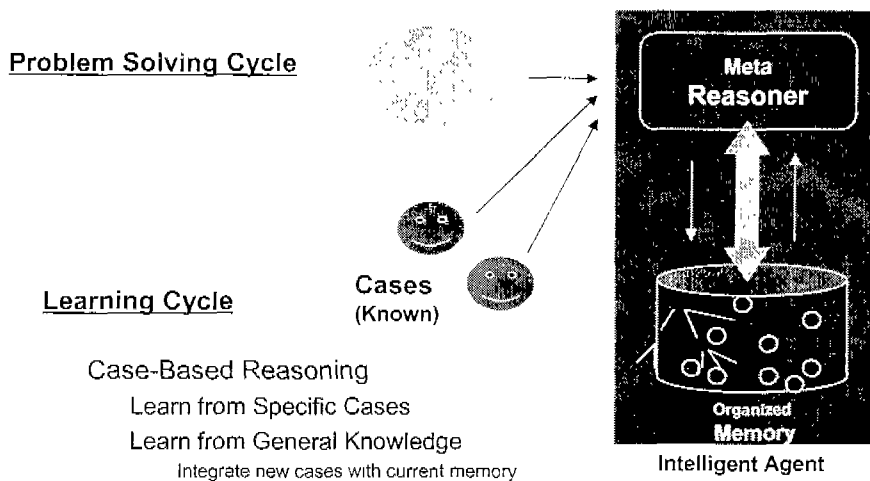 Problem Solving Cycle
Meta
Reasoner
Cases
(Known)
Learning Cycle
Case-Based Reasoning
Learn from Specific Cases
Learn from General Knowledge
Integrate new cases with current memory
Organized
Memory
Intelligent Agent